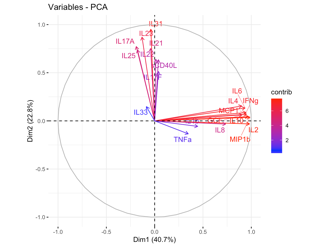 Variables - PCA
1.0
0.5
0.0
-0.5
-1.0
-1.0
-0.5
0.0
0.5
1.0
Dim2 (22.8%)
Dim1 (40.7%)
IL31
IL23
IL17A
IL21
IL25
IL22
CD40L
IL33
IL6
IL4
IFNg
IL8
IL2
TNFa
MIP1b
contrib
6
4
2